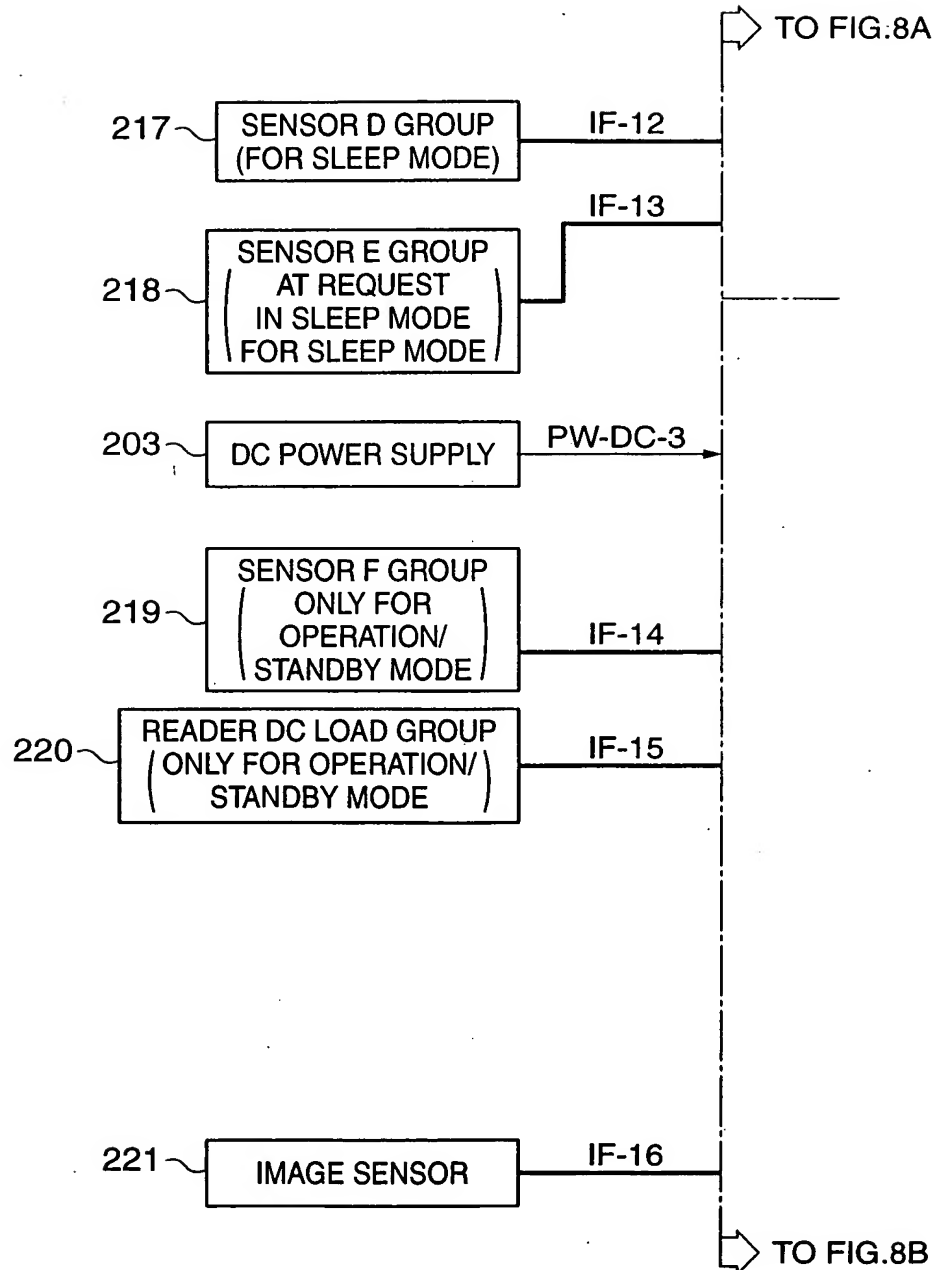 TO FIG.8A
217
SENSOR D GROUP
(FOR SLEEP MODE)
IF-12
IF-13
218
SENSOR E GROUP
(AT REQUEST
IN SLEEP MODE
FOR SLEEP MODE)
203
DC POWER SUPPLY
PW-DC-3
219
SENSOR F GROUP
(ONLY FOR
OPERATION/
STANDBY MODE)
IF-14
220
READER DC LOAD GROUP
(ONLY FOR OPERATION/
STANDBY MODE)
IF-15
221
IMAGE SENSOR
IF-16
TO FIG.8B